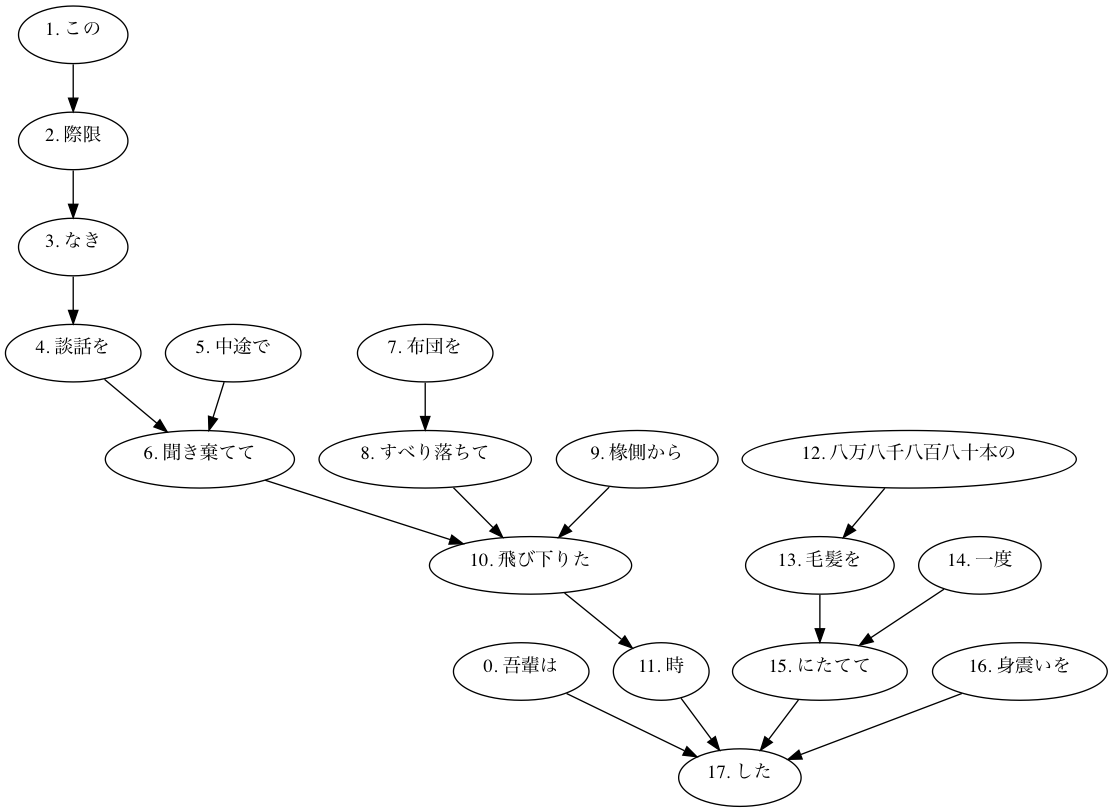 1. この
2. 際限
3. なき
4. 談話を
5. 中途で
7. 布団を
6. 聞き棄てて
8. すべり落ちて
9. 椽側から
12. 八万八千八百八十本の
10. 飛び下りた
13. 毛髪を
14. 一度
0. 吾輩は
11. 時
15. にたてて
16. 身震いを
17. した